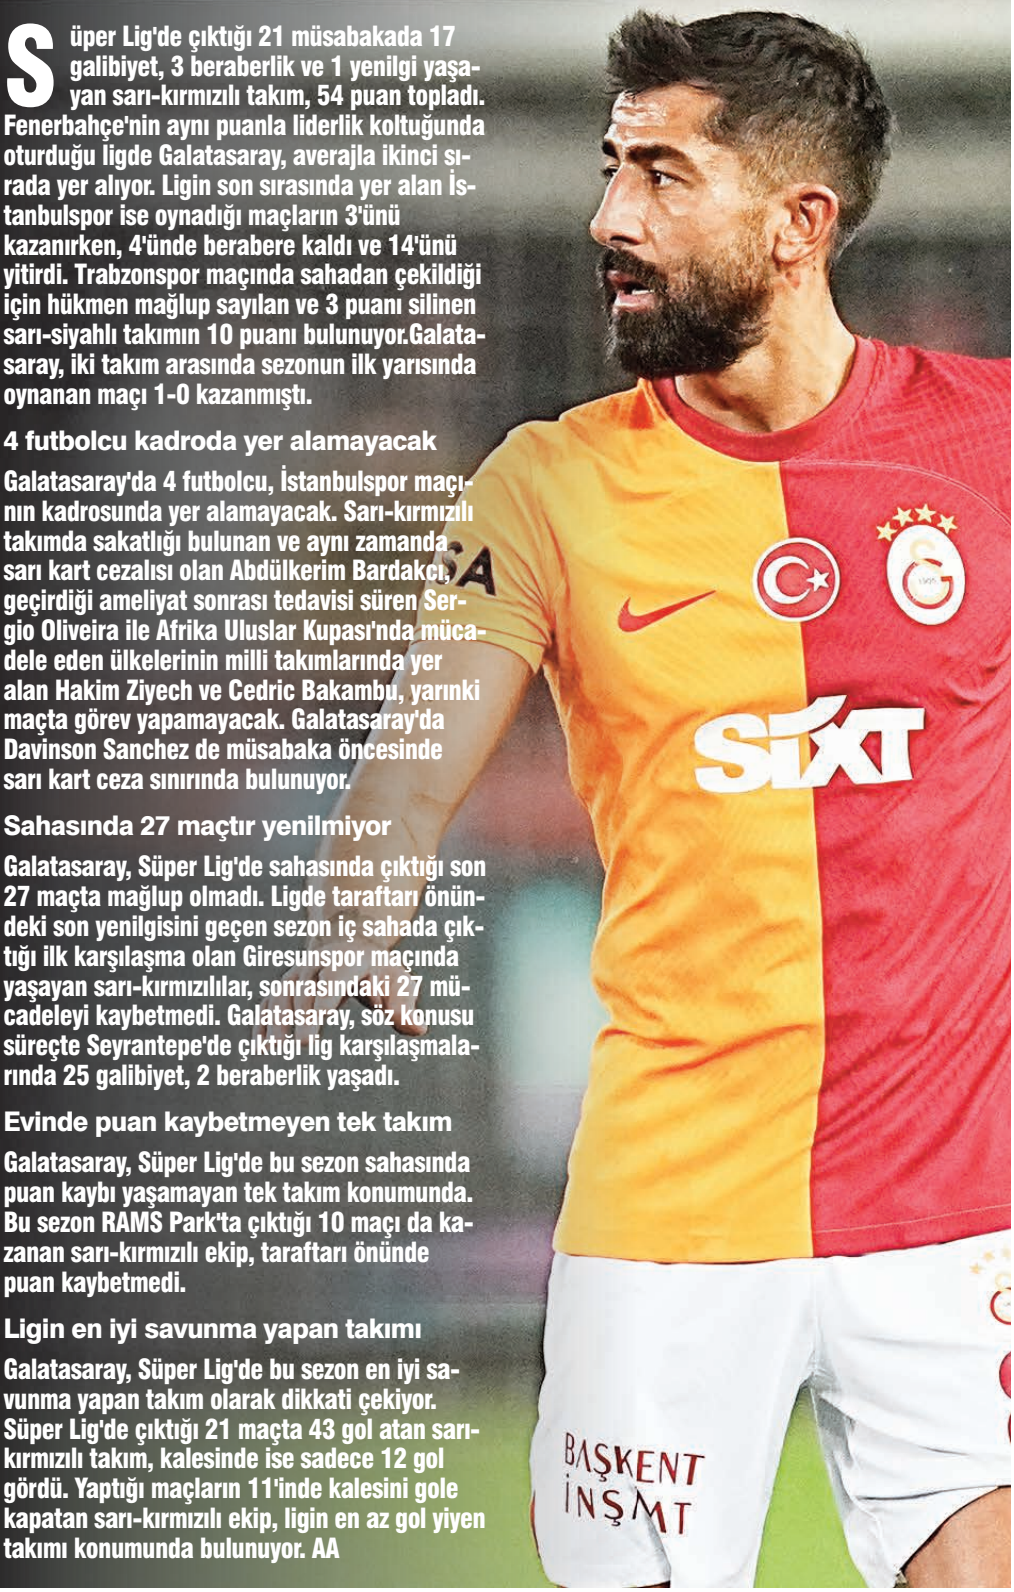 Süper Lig'de çıktığı 21 müsabakada 17
galibiyet, 3 beraberlik ve 1 yenilgi yaşa-
yan sarı-kırmızılı takım, 54 puan topladı.
Fenerbahçe'nin aynı puanla liderlik koltuğunda
oturduğu ligde Galatasaray, averajla ikinci sı-
rada yer alıyor. Ligin son sırasında yer alan İs-
tanbulspor ise oynadığı maçların 3'ünü
kazanırken, 4'ünde berabere kaldı ve 14'ünü
yitirdi. Trabzonspor maçında sahadan çekildiği
için hükmen mağlup sayılan ve 3 puanı silinen
sarı-siyahlı takımın 10 puanı bulunuyor.Galata-
saray, iki takım arasında sezonun ilk yarısında
oynanan maçı 1-0 kazanmıştı.
4 futbolcu kadroda yer alamayacak
Galatasaray'da 4 futbolcu, İstanbulspor maçı-
nın kadrosunda yer alamayacak. Sarı-kırmızılı
takımda sakatlığı bulunan ve aynı zamanda
sarı kart cezalısı olan Abdülkerim Bardakcı,
geçirdiği ameliyat sonrası tedavisi süren Ser-
gio Oliveira ile Afrika Uluslar Kupası'nda müca-
dele eden ülkelerinin milli takımlarında yer
alan Hakim Ziyech ve Cedric Bakambu, yarınki
maçta görev yapamayacak. Galatasaray'da
Davinson Sanchez de müsabaka öncesinde
sarı kart ceza sınırında bulunuyor.
Sahasında 27 maçtır yenilmiyor
Galatasaray, Süper Lig'de sahasında çıktığı son
27 maçta mağlup olmadı. Ligde taraftarı önün-
deki son yenilgisini geçen sezon iç sahada çık-
tığı ilk karşılaşma olan Giresunspor maçında
yaşayan sarı-kırmızılılar, sonrasındaki 27 mü-
cadeleyi kaybetmedi. Galatasaray, söz konusu
süreçte Seyrantepe'de çıktığı lig karşılaşmala-
rında 25 galibiyet, 2 beraberlik yaşadı.
Evinde puan kaybetmeyen tek takım
Galatasaray, Süper Lig'de bu sezon sahasında
puan kaybı yaşamayan tek takım konumunda.
Bu sezon RAMS Park'ta çıktığı 10 maçı da ka-
zanan sarı-kırmızılı ekip, taraftarı önünde
puan kaybetmedi.
Ligin en iyi savunma yapan takımı
Galatasaray, Süper Lig'de bu sezon en iyi sa-
vunma yapan takım olarak dikkati çekiyor.
Süper Lig'de çıktığı 21 maçta 43 gol atan sarı-
kırmızılı takım, kalesinde ise sadece 12 gol
gördü. Yaptığı maçların 11'inde kalesini gole
kapatan sarı-kırmızılı ekip, ligin en az gol yiyen
takımı konumunda bulunuyor. AA
SA
1905
SIXT
BAŞKENT
İNŞMT